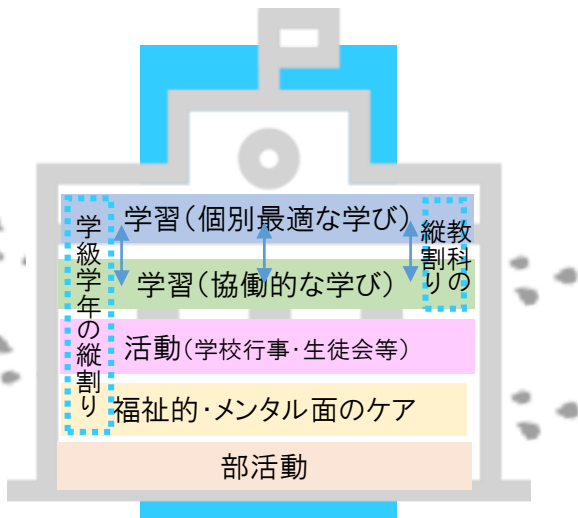 学習（個別最適な学び）
学習（協働的な学び）
活動（学校行事・生徒会等）
福祉的・メンタル面のケア
部活動
学級学年の縦割り
教科の
縦割り